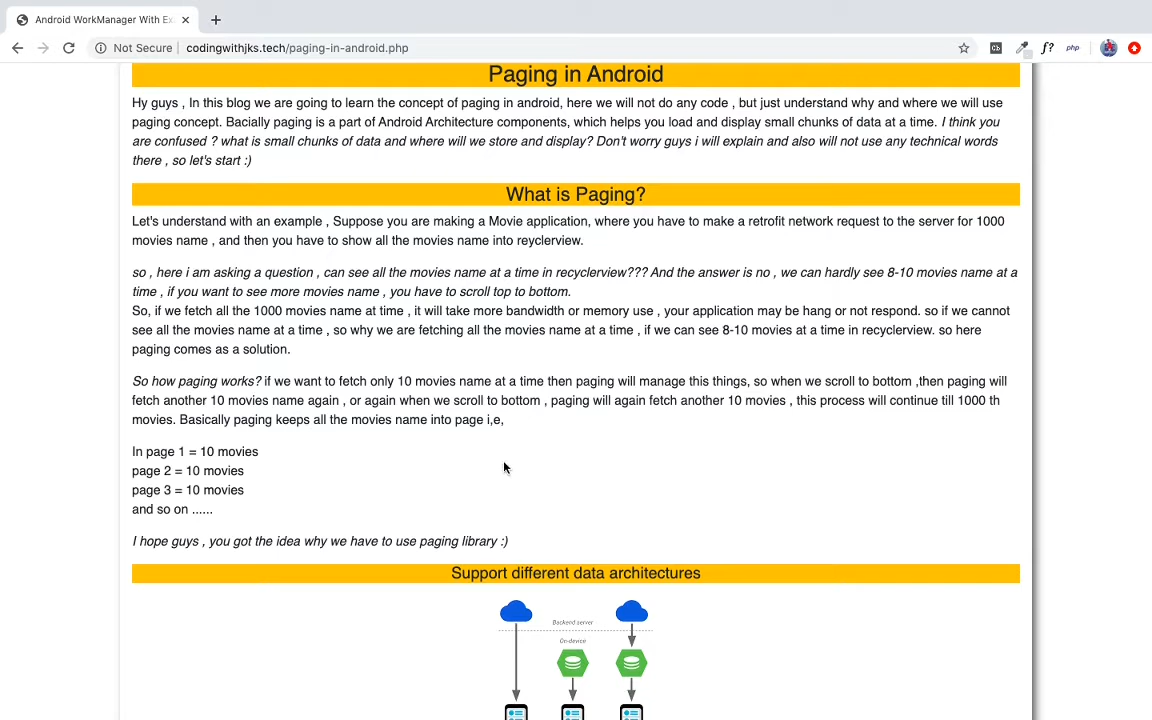 Android WorkManager With Ex
Not Secure
codingwithjks.tech/paging-in-android.php
Cb
f?
php
Paging in Android
Hy guys , In this blog we are going to learn the concept of paging in android, here we will not do any code , but just understand why and where we will use
paging concept. Bacially paging is a part of Android Architecture components, which helps you load and display small chunks of data at a time. I think you
are confused ? what is small chunks of data and where will we store and display? Don't worry guys i will explain and also will not use any technical words
there , so let's start :)
What is Paging?
Let's understand with an example , Suppose you are making a Movie application, where you have to make a retrofit network request to the server for 1000
movies name , and then you have to show all the movies name into reyclerview.
so , here i am asking a question , can see all the movies name at a time in recyclerview??? And the answer is no , we can hardly see 8-10 movies name at a
time , if you want to see more movies name , you have to scroll top to bottom.
So, if we fetch all the 1000 movies name at time , it will take more bandwidth or memory use , your application may be hang or not respond. so if we cannot
see all the movies name at a time , so why we are fetching all the movies name at a time , if we can see 8-10 movies at a time in recyclerview. so here
paging comes as a solution.
So how paging works? if we want to fetch only 10 movies name at a time then paging will manage this things, so when we scroll to bottom ,then paging will
fetch another 10 movies name again , or again when we scroll to bottom , paging will again fetch another 10 movies , this process will continue till 1000 th
movies. Basically paging keeps all the movies name into page i,e,
In page 1 = 10 movies
page 2 = 10 movies
page 3 = 10 movies
and so on ......
I hope guys , you got the idea why we have to use paging library :)
Support different data architectures
Backend server
On-device